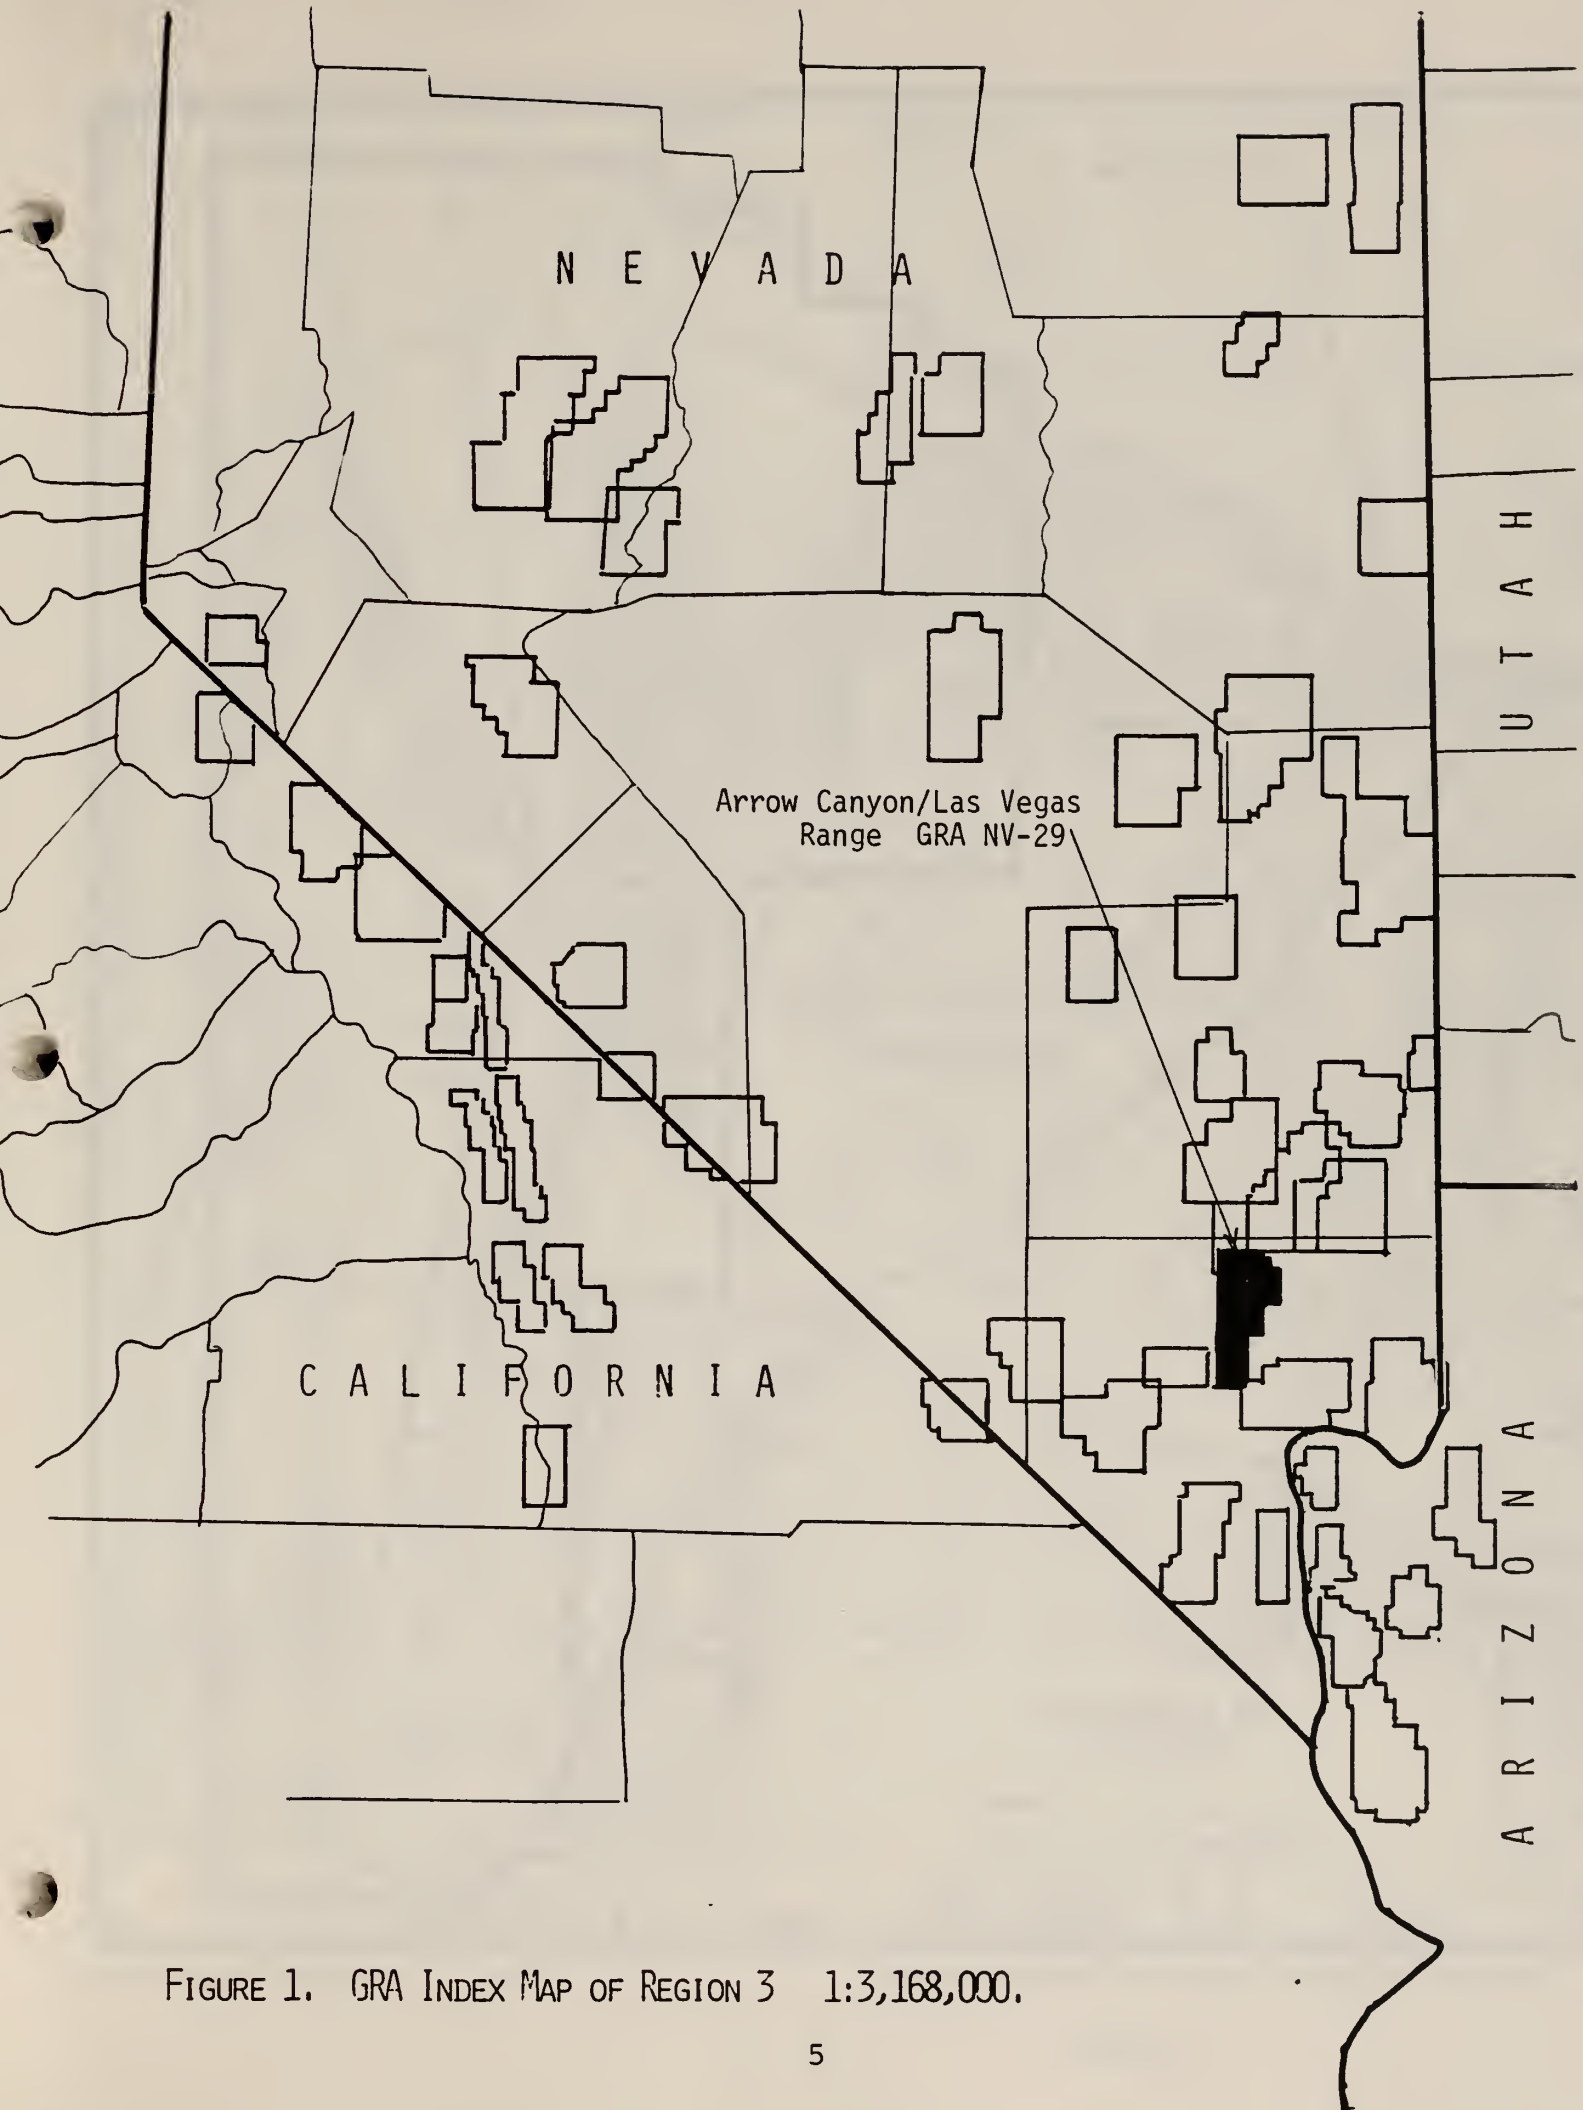 N E V A D A
U T A H
Arrow Canyon/Las Vegas
Range GRA NV-29
C A L I F O R N I A
A R I Z O N A
FIGURE 1. GRA INDEX MAP OF REGION 3 1:3,168,000.
5